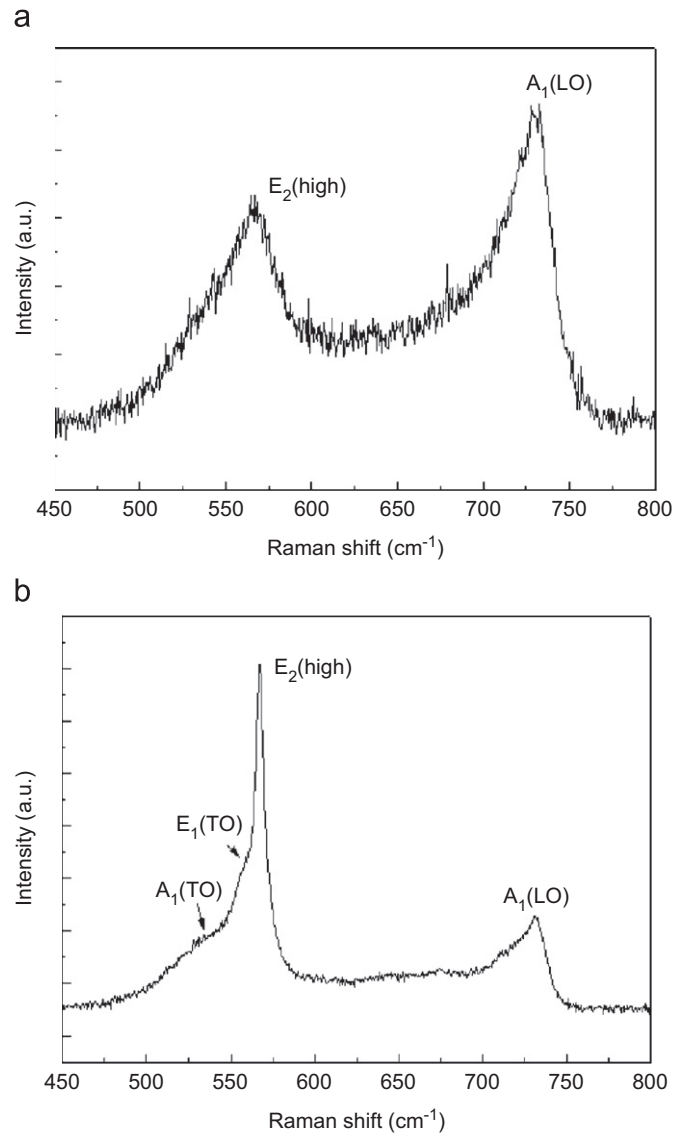 a
A₁(LO)
E₂(high)
Intensity (a.u.)
450 500 550 600 650 700 750 800
Raman shift (cm⁻¹)
b
E₂(high)
E₁(TO)
A₁(TO)
A₁(LO)
Intensity (a.u.)
450 500 550 600 650 700 750 800
Raman shift (cm⁻¹)